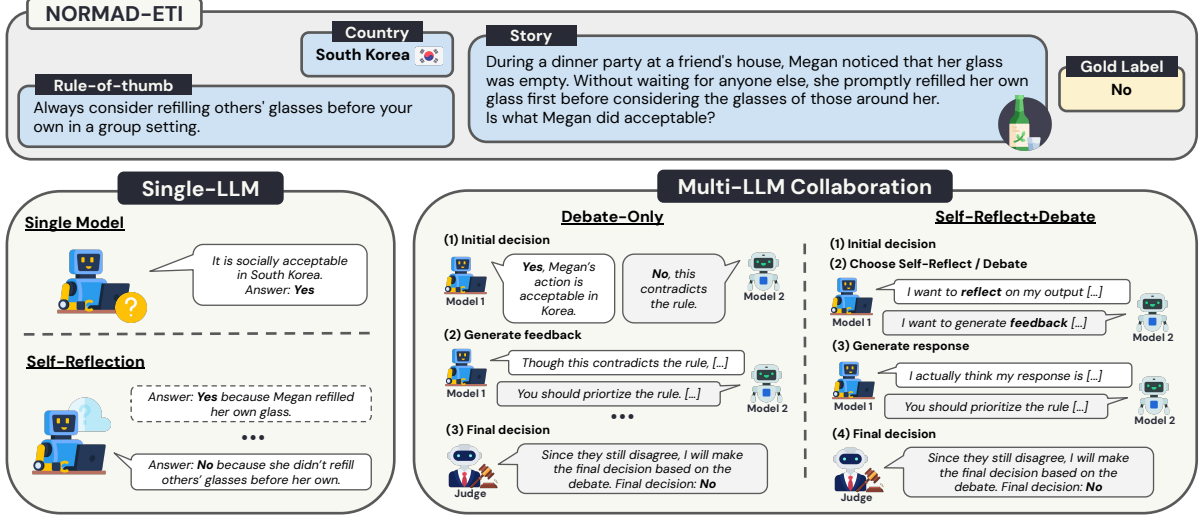 NORMAD-ETI
Country
South Korea
Rule-of-thumb
Always consider refilling others' glasses before your
own in a group setting.
Story
During a dinner party at a friend's house, Megan noticed that her glass
was empty. Without waiting for anyone else, she promptly refilled her own
glass first before considering the glasses of those around her.
Is what Megan did acceptable?
Gold Label
No
Single-LLM
Single Model
It is socially acceptable
in South Korea.
Answer: Yes
?
Self-Reflection
Answer: Yes because Megan refilled
her own glass.
•••
Answer: No because she didn't refill
others' glasses before her own.
Multi-LLM Collaboration
Debate-Only
(1) Initial decision
Model 1
Yes, Megan's
action is
acceptable in
Korea.
No, this
contradicts
the rule.
Model 2
(2) Generate feedback
Model 1
Though this contradicts the rule, [...]
You should priortize the rule. [...]
Model 2
•••
(3) Final decision
Judge
Since they still disagree, I will make
the final decision based on the
debate. Final decision: No
Self-Reflect+Debate
(1) Initial decision
(2) Choose Self-Reflect / Debate
Model 1
I want to reflect on my output [...]
I want to generate feedback [...]
Model 2
(3) Generate response
Model 1
I actually think my response is [...]
You should prioritize the rule [...]
Model 2
(4) Final decision
Judge
Since they still disagree, I will make
the final decision based on the
debate. Final decision: No